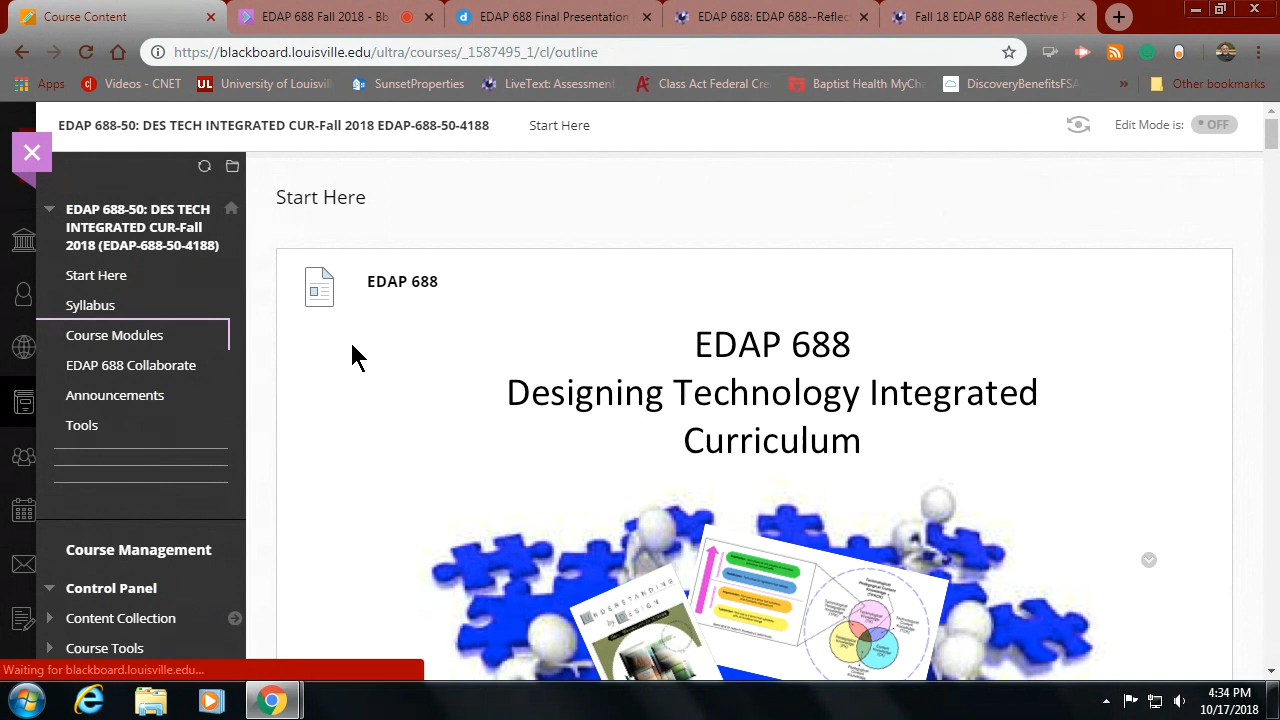 Course Content
EDAP 688 Fall 2018 - Bb
EDAP 688 Final Presentation
EDAP 688: EDAP 688--Reflec
Fall 18 EDAP 688 Reflective P
https://blackboard.louisville.edu/ultra/courses/_1587495_1/cl/outline
Apps
Videos - CNET
UL University of Louisvil
SunsetProperties
LiveText: Assessment
Class Act Federal Cre
Baptist Health MyCha
DiscoveryBenefitsFSA
»
Other bookmarks
EDAP 688-50: DES TECH INTEGRATED CUR-Fall 2018 EDAP-688-50-4188
Start Here
Edit Mode is:
OFF
EDAP 688-50: DES TECH
INTEGRATED CUR-Fall
2018 (EDAP-688-50-4188)
Start Here
Syllabus
Course Modules
EDAP 688 Collaborate
Announcements
Tools
Course Management
Control Panel
Content Collection
Course Tools
Start Here
EDAP 688
EDAP 688
Designing Technology Integrated
Curriculum
UNDERSTANDING
by DESIGN
Waiting for blackboard.louisville.edu...
4:34 PM
10/17/2018